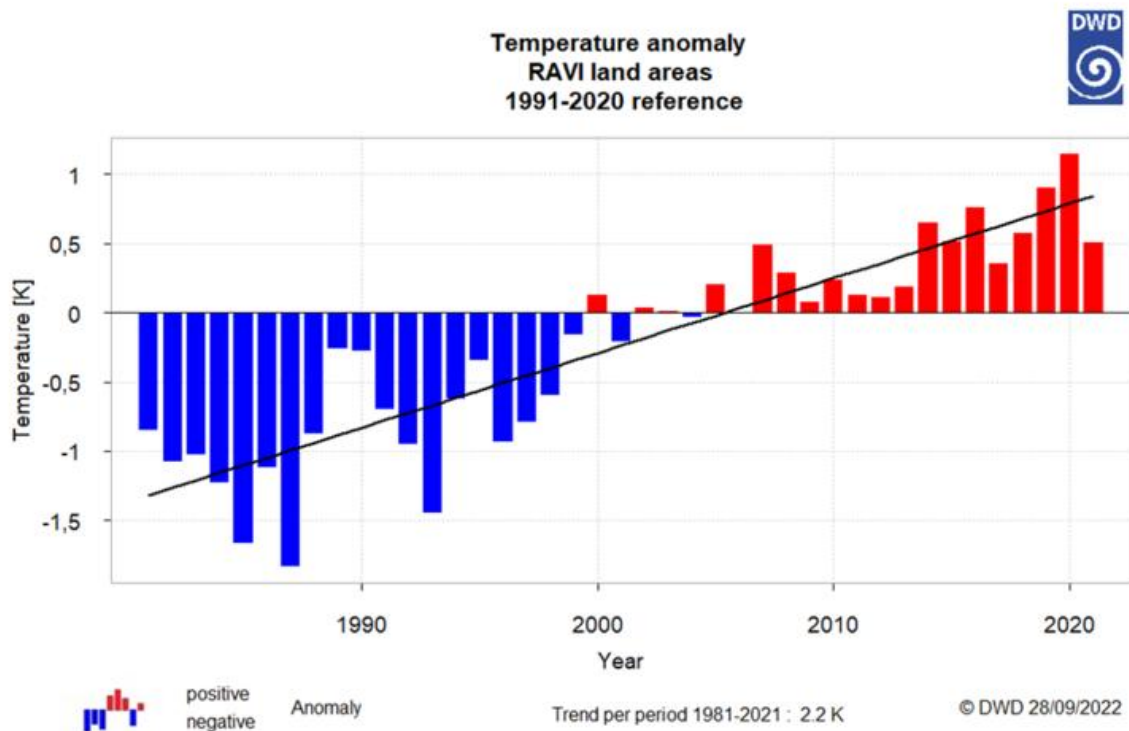 DWD
Temperature anomaly
RAVI land areas
1991-2020 reference
Temperature [K]
1
0,5
0
-0,5
-1
-1,5
1990 2000 2010 2020
Year
positive
negative
Anomaly
Trend per period 1981-2021 : 2.2 K
© DWD 28/09/2022